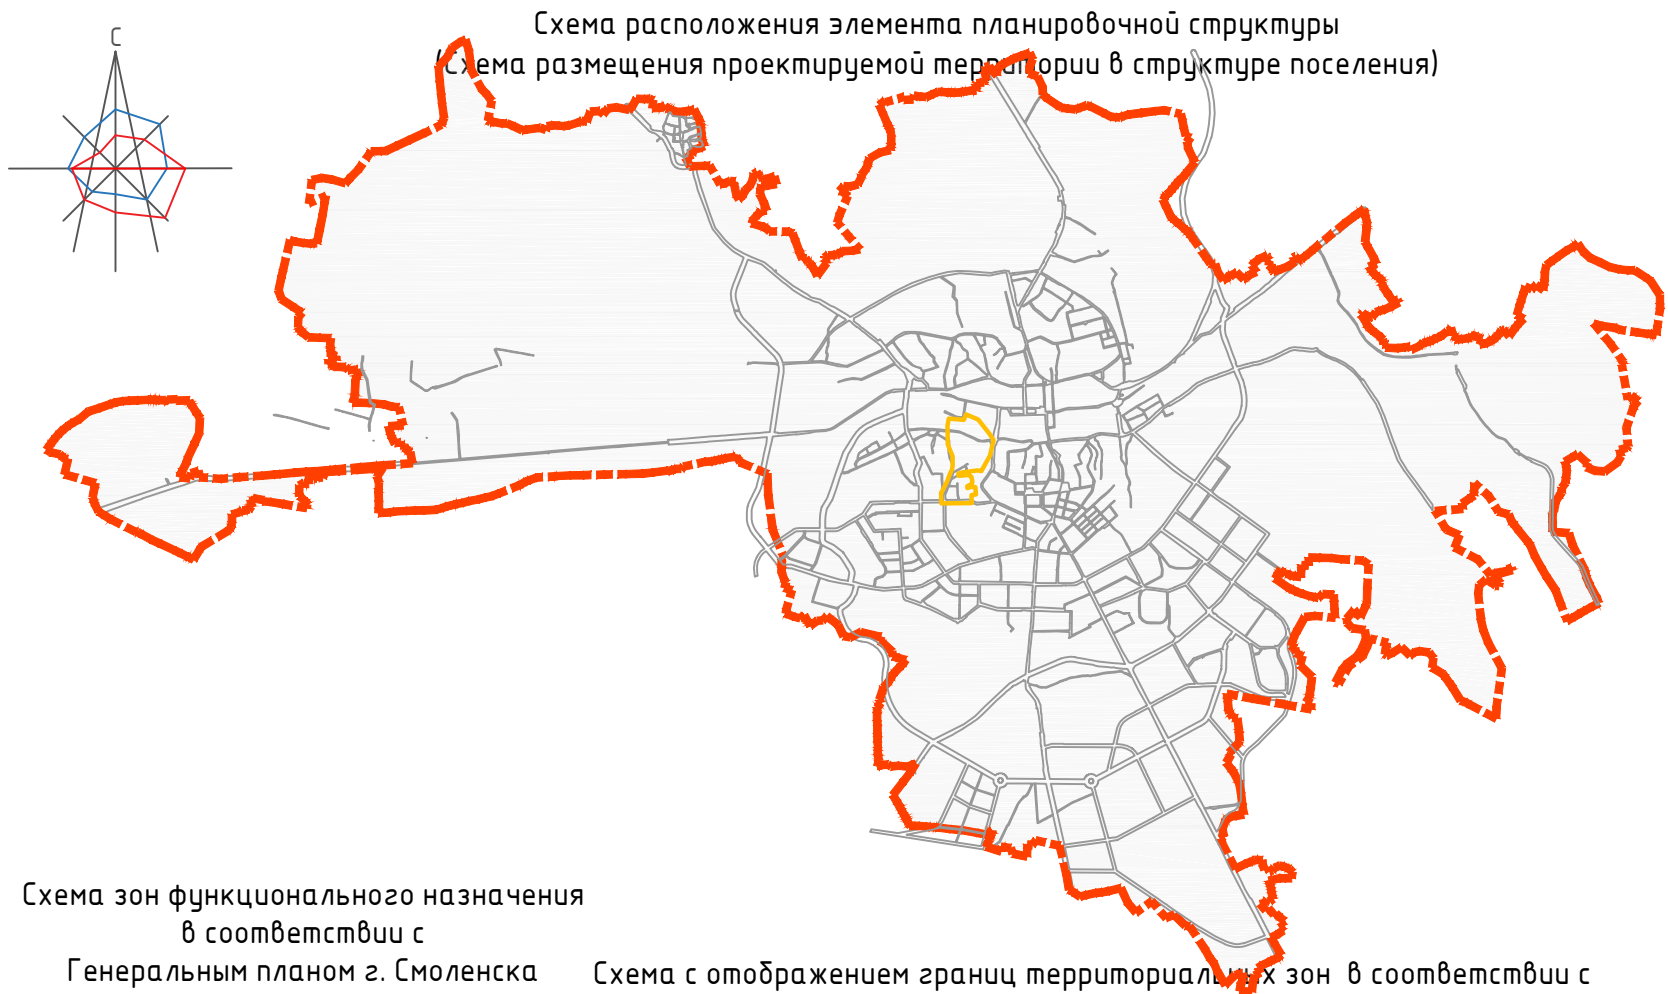 Схема расположения элемента планировочной структуры
(Схема размещения проектируемой территории в структуре поселения)
С
Схема зон функционального назначения
в соответствии с
Генеральным планом г. Смоленска
Схема с отображением границ территориальных зон в соответствии с